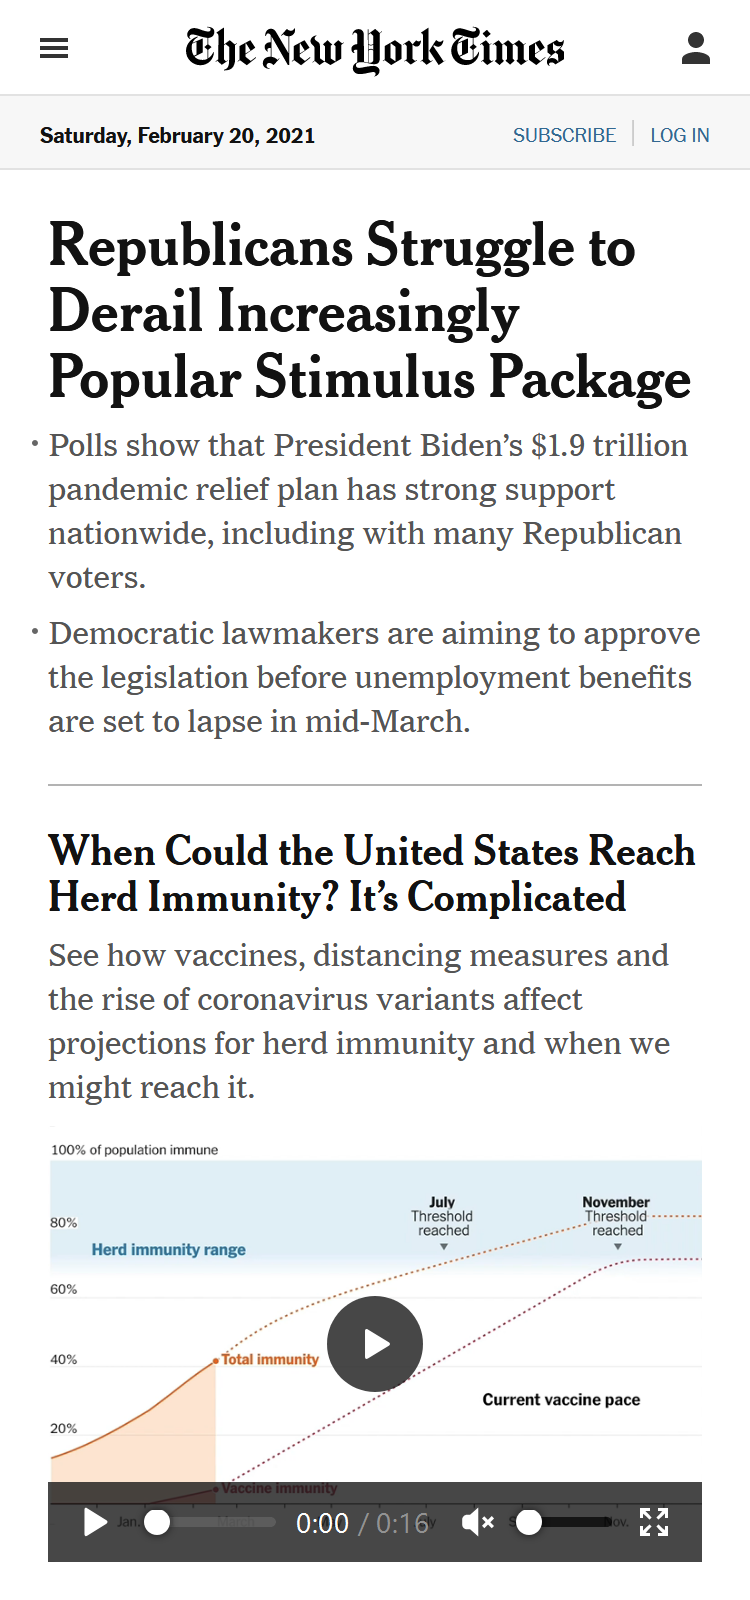 The New York Times
Saturday, February 20, 2021
SUBSCRIBE
LOG IN
Republicans Struggle to
Derail Increasingly
Popular Stimulus Package
• Polls show that President Biden’s $1.9 trillion
pandemic relief plan has strong support
nationwide, including with many Republican
voters.
• Democratic lawmakers are aiming to approve
the legislation before unemployment benefits
are set to lapse in mid-March.
When Could the United States Reach
Herd Immunity? It’s Complicated
See how vaccines, distancing measures and
the rise of coronavirus variants affect
projections for herd immunity and when we
might reach it.
100% of population immune
July
Threshold
reached
November
Threshold
reached
80%
Herd immunity range
60%
40%
Total immunity
Current vaccine pace
20%
Vaccine immunity
Jan.
March
0:00 / 0:16
Nov.